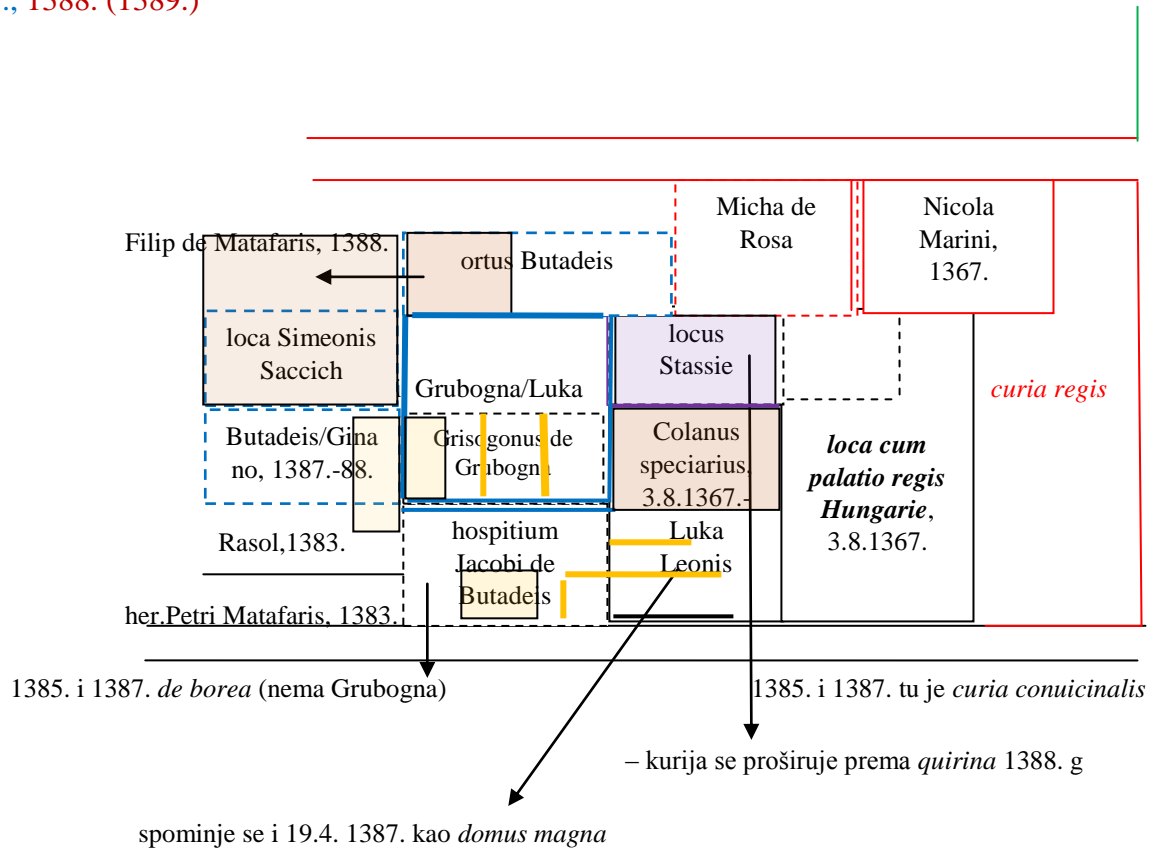 ., 1388. (1389.)
Micha de
Rosa
Nicola
Marini,
1367.
Filip de Matafaris, 1388.
ortus Butadeis
loca Simeonis
Saccich
locus
Stassie
Grubogna/Luka
curia regis
Butadeis/Gina
no, 1387.-88.
Grisogonus de
Grubogna
Colanus
speciarius,
3.8.1367.-
Luka
Leonis
loca cum
palatio regis
Hungarie,
3.8.1367.
Rasol,1383.
hospitium
Jacobi de
Butadeis
her.Petri Matafaris, 1383.
1385. i 1387. de borea (nema Grubogna)
1385. i 1387. tu je curia conuicinalis
– kurija se proširuje prema quirina 1388. g
spominje se i 19.4. 1387. kao domus magna